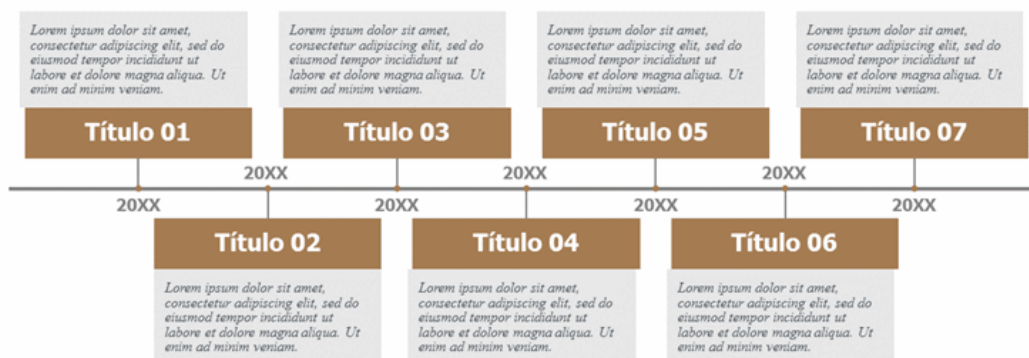 Lorem ipsum dolor sit amet,
consectetur adipiscing elit, sed do
eiusmod tempor incididunt ut
labore et dolore magna aliqua. Ut
enim ad minim veniam.
Título 01
Lorem ipsum dolor sit amet,
consectetur adipiscing elit, sed do
eiusmod tempor incididunt ut
labore et dolore magna aliqua. Ut
enim ad minim veniam.
Título 03
Lorem ipsum dolor sit amet,
consectetur adipiscing elit, sed do
eiusmod tempor incididunt ut
labore et dolore magna aliqua. Ut
enim ad minim veniam.
Título 05
Lorem ipsum dolor sit amet,
consectetur adipiscing elit, sed do
eiusmod tempor incididunt ut
labore et dolore magna aliqua. Ut
enim ad minim veniam.
Título 07
20XX
20XX
20XX
20XX
20XX
20XX
20XX
Título 02
Lorem ipsum dolor sit amet,
consectetur adipiscing elit, sed do
eiusmod tempor incididunt ut
labore et dolore magna aliqua. Ut
enim ad minim veniam.
Título 04
Lorem ipsum dolor sit amet,
consectetur adipiscing elit, sed do
eiusmod tempor incididunt ut
labore et dolore magna aliqua. Ut
enim ad minim veniam.
Título 06
Lorem ipsum dolor sit amet,
consectetur adipiscing elit, sed do
eiusmod tempor incididunt ut
labore et dolore magna aliqua. Ut
enim ad minim veniam.